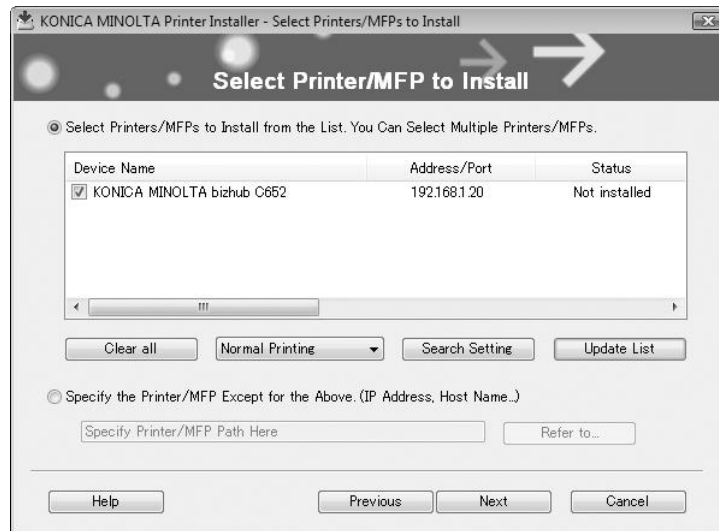 KONICA MINOLTA Printer Installer - Select Printers/MFPs to Install
Select Printer/MFP to Install
Select Printers/MFPs to Install from the List. You Can Select Multiple Printers/MFPs.
Device Name Address/Port Status
KONICA MINOLTA bizhub C652 192.168.1.20 Not installed
Clear all Normal Printing Search Setting Update List
Specify the Printer/MFP Except for the Above. (IP Address, Host Name...)
Specify Printer/MFP Path Here Refer to...
Help Previous Next Cancel